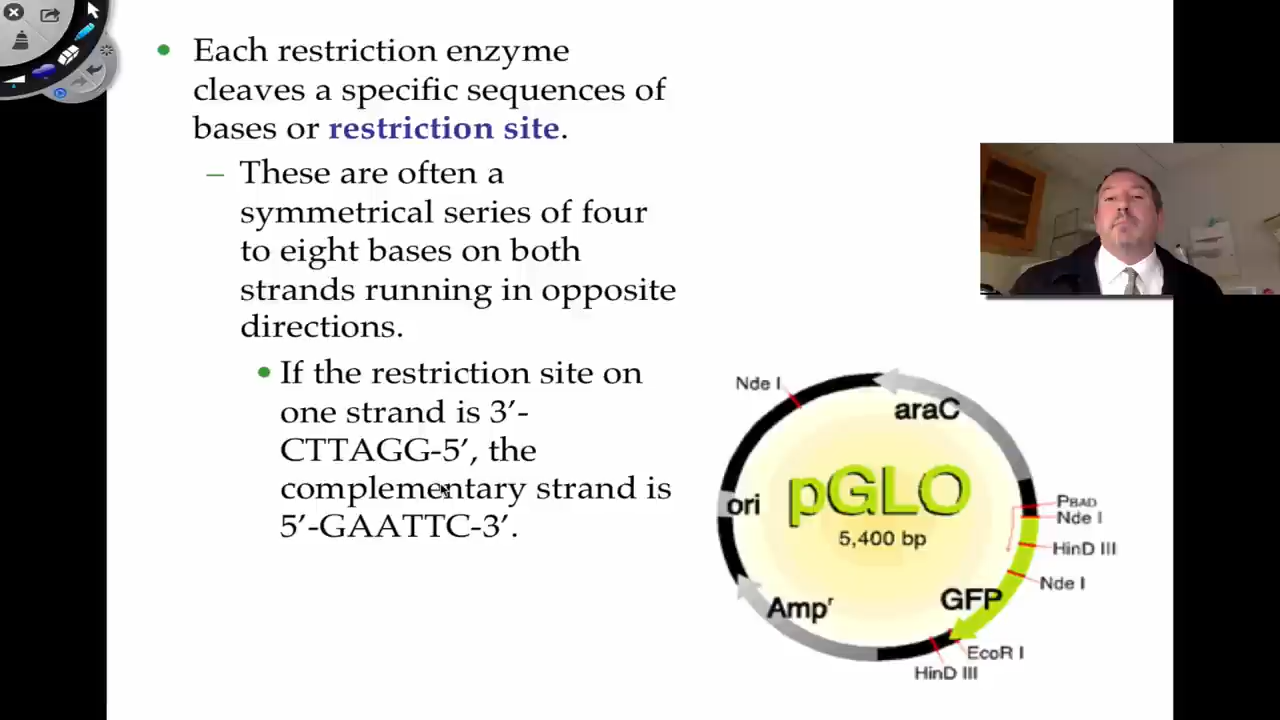 Each restriction enzyme
cleaves a specific sequences of
bases or restriction site.
– These are often a
symmetrical series of four
to eight bases on both
strands running in opposite
directions.
If the restriction site on
one strand is 3’-
CTTAGG-5’, the
complementary strand is
5’-GAATTC-3’.
Nde I
araC
pGLO
5,400 bp
ori
PBAD
Nde I
HinD III
Nde I
GFP
Ampʳ
EcoR I
HinD III